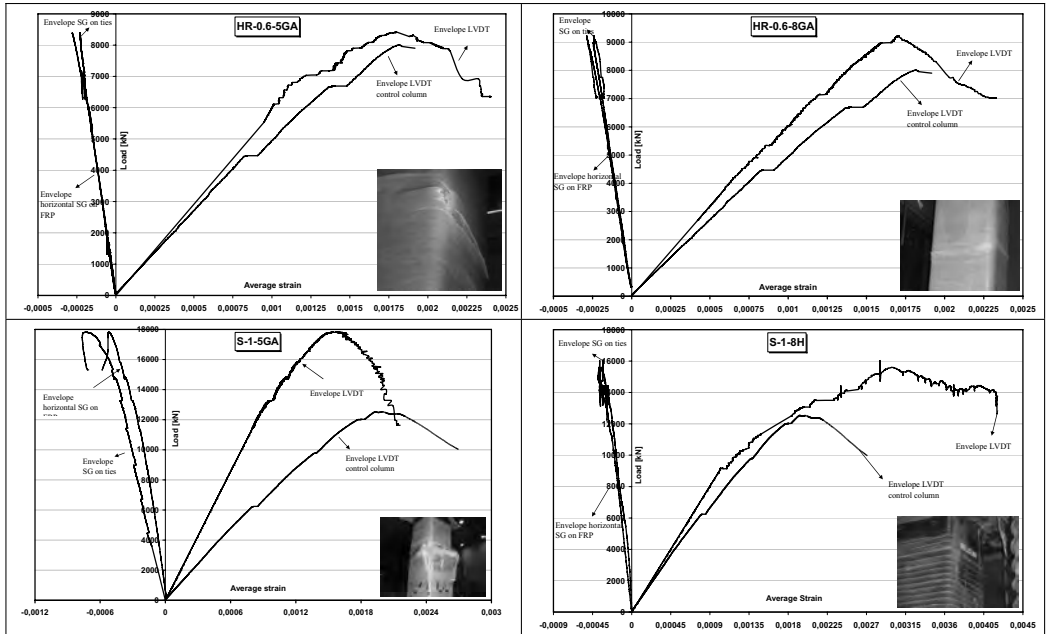 HR-0.6-5GA
Envelope SG on ties
Envelope LVDT
Envelope LVDT
control column
Envelope
horizontal SG on
FRP
Load [kN]
9000
8000
7000
6000
5000
4000
3000
2000
1000
0
Average strain
-0,0005
-0,00025
0
0,00025
0,0005
0,00075
0,001
0,00125
0,0015
0,00175
0,002
0,00225
0,0025
HR-0.6-8GA
Envelope
SG on ties
Envelope LVDT
Envelope LVDT
control column
Envelope horizontal
SG on FRP
Load [kN]
10000
9000
8000
7000
6000
5000
4000
3000
2000
1000
0
Average strain
-0,0005
-0,00025
0
0,00025
0,0005
0,00075
0,001
0,00125
0,0015
0,00175
0,002
0,00225
0,0025
S-1-5GA
Envelope LVDT
Envelope
horizontal SG on
FRP
Envelope
SG on ties
Envelope LVDT
control column
Load [kN]
18000
16000
14000
12000
10000
8000
6000
4000
2000
0
Average strain
-0,0012
-0,0006
0
0,0006
0,0012
0,0018
0,0024
0,003
S-1-8H
Envelope SG on ties
Envelope LVDT
Envelope LVDT
control column
Envelope horizontal
SG on FRP
Load [kN]
18000
16000
14000
12000
10000
8000
6000
4000
2000
0
Average Strain
-0,0009
-0,00045
0
0,00045
0,0009
0,00135
0,0018
0,00225
0,0027
0,00315
0,0036
0,00405
0,0045